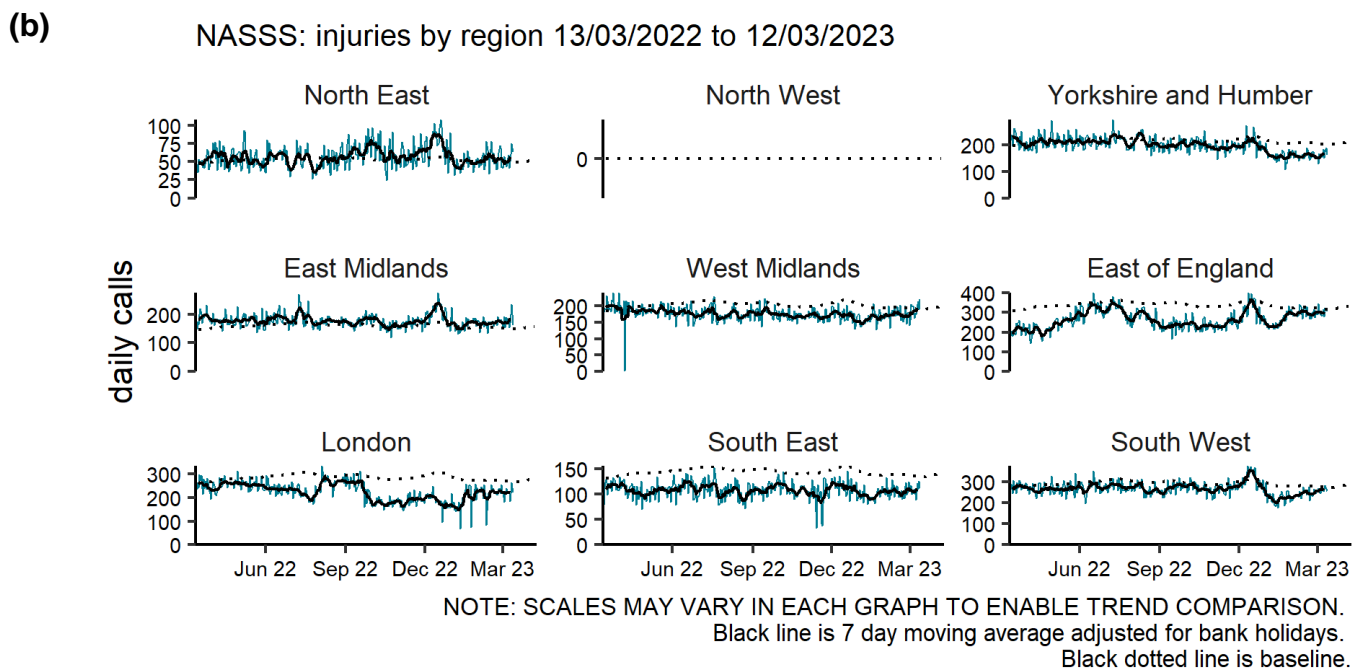 (b)
NASSS: injuries by region 13/03/2022 to 12/03/2023
North East
North West
Yorkshire and Humber
100
75
50
25
0
0
200
100
0
daily calls
East Midlands
West Midlands
East of England
200
100
0
200
150
100
50
0
400
300
200
100
0
London
South East
South West
300
200
100
0
150
100
50
0
300
200
100
0
Jun 22 Sep 22 Dec 22 Mar 23
Jun 22 Sep 22 Dec 22 Mar 23
Jun 22 Sep 22 Dec 22 Mar 23
NOTE: SCALES MAY VARY IN EACH GRAPH TO ENABLE TREND COMPARISON.
Black line is 7 day moving average adjusted for bank holidays.
Black dotted line is baseline.